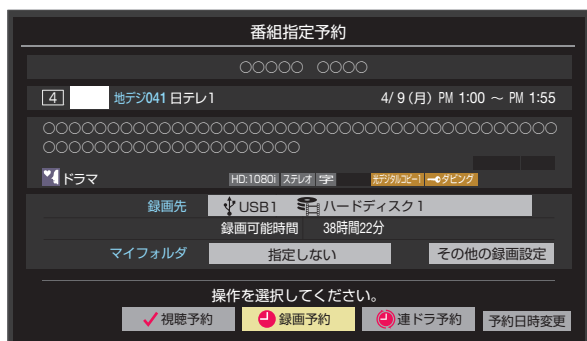 番組指定予約
○○○○○ ○○○○
4 地デジ041 日テレ1 4/ 9(月) PM 1:00 ~ PM 1:55
○○○○○○○○○○○○○○○○○○○○○○○○○○○○○○○○○○○○○○○○
○○○○○○○○○○○○○○○○○○○○
ドラマ HD:1080i ステレオ 字 光デジタルコピー1 ダビング
録画先 USB1 ハードディスク1
録画可能時間 38時間22分
マイフォルダ 指定しない その他の録画設定
操作を選択してください。
視聴予約 録画予約 連ドラ予約 予約日時変更